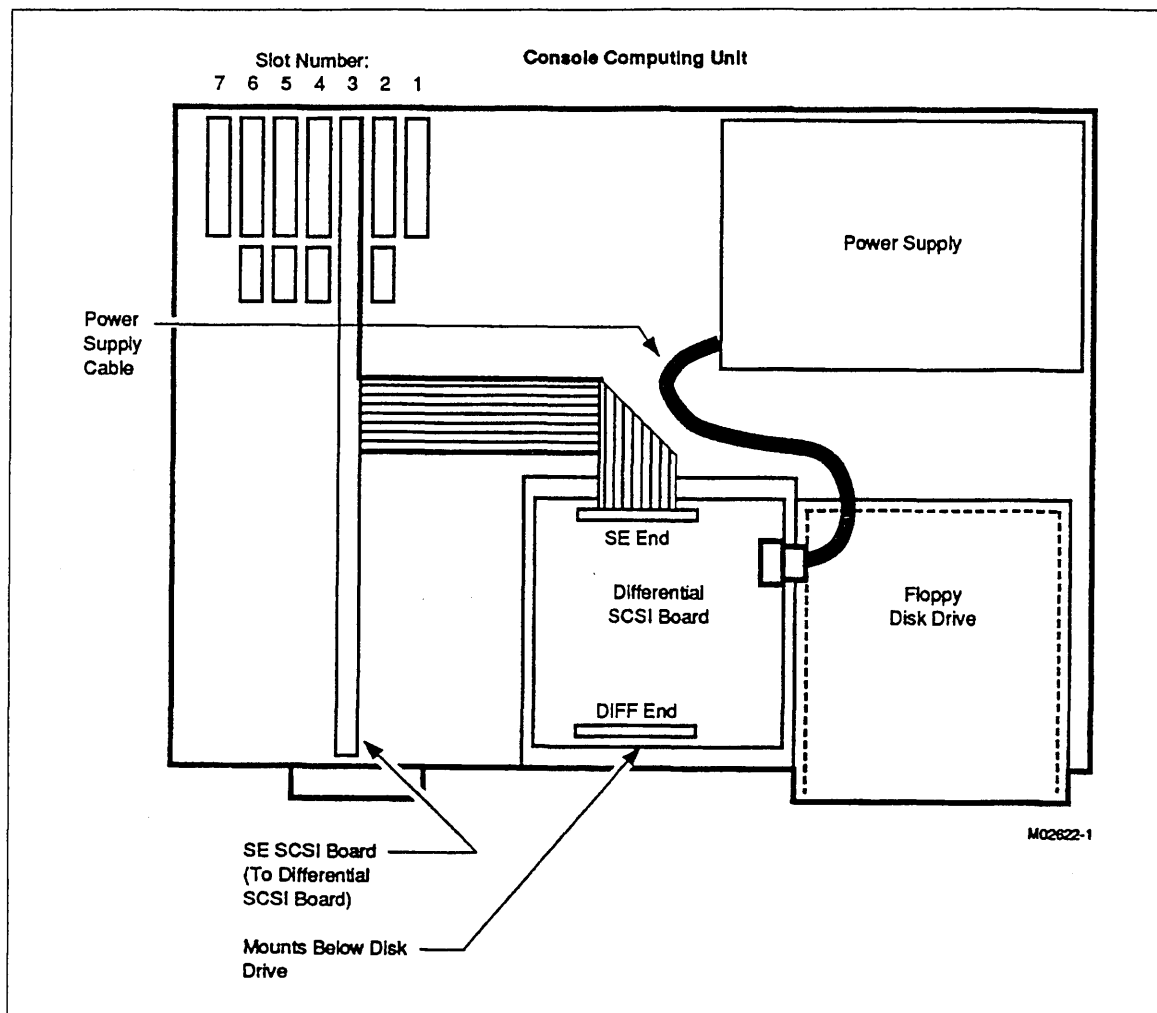 Slot Number:
Console Computing Unit
7 6 5 4 3 2 1
Power Supply
Power
Supply
Cable
SE End
Differential
SCSI Board
Floppy
Disk Drive
DIFF End
M02622-1
SE SCSI Board
(To Differential
SCSI Board)
Mounts Below Disk
Drive